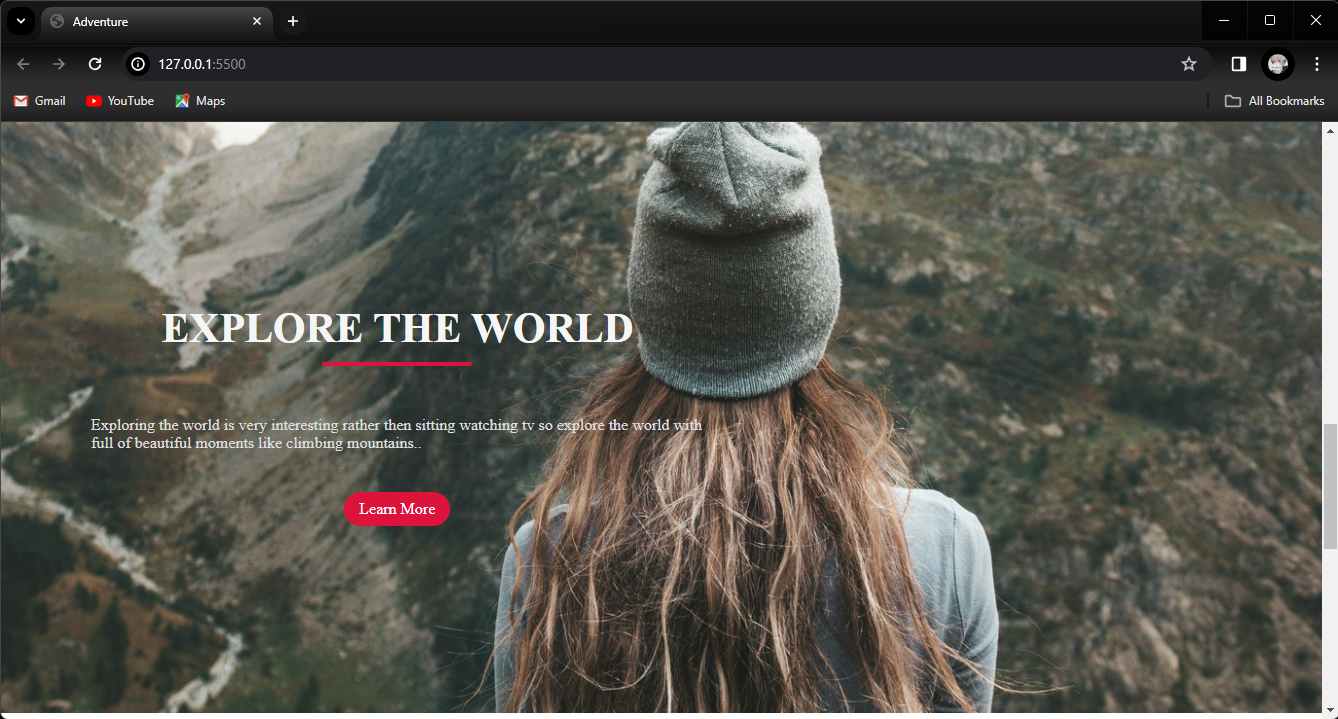 Adventure
127.0.0.1:5500
Gmail YouTube Maps All Bookmarks
EXPLORE THE WORLD
Exploring the world is very interesting rather then sitting watching tv so explore the world with
full of beautiful moments like climbing mountains..
Learn More